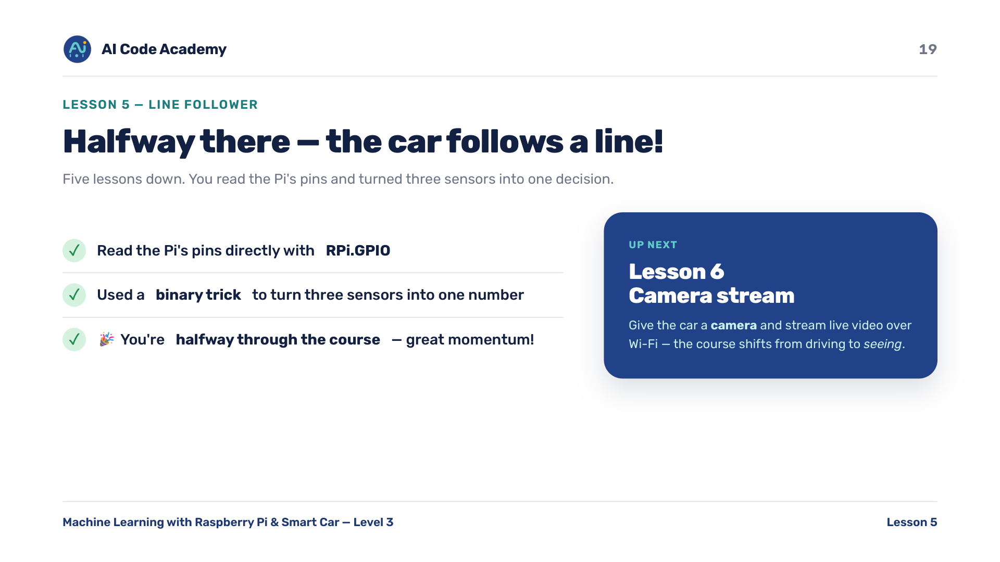 AI Code Academy
19
LESSON 5 — LINE FOLLOWER
Halfway there — the car follows a line!
Five lessons down. You read the Pi's pins and turned three sensors into one decision.
✓ Read the Pi's pins directly with RPi.GPIO
✓ Used a binary trick to turn three sensors into one number
✓ 🎉 You're halfway through the course — great momentum!
UP NEXT
Lesson 6
Camera stream
Give the car a camera and stream live video over
Wi-Fi — the course shifts from driving to seeing.
Machine Learning with Raspberry Pi & Smart Car — Level 3
Lesson 5